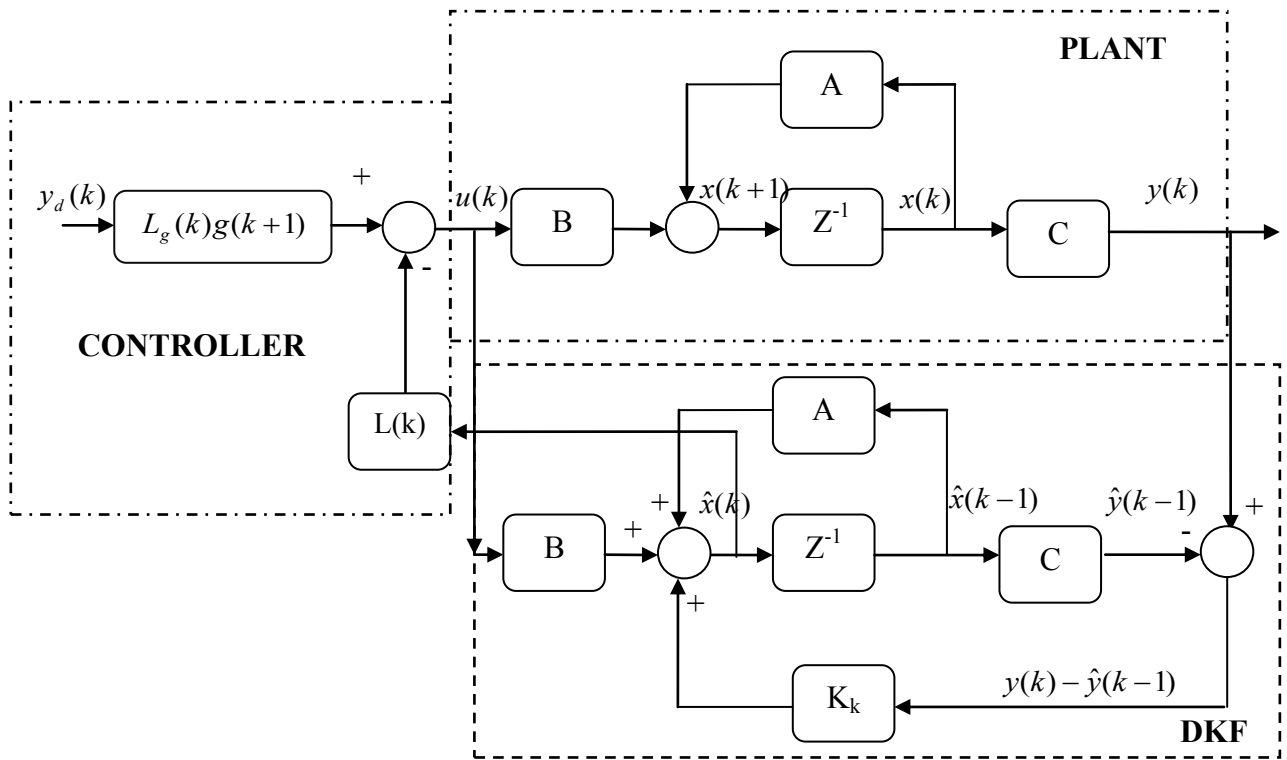 PLANT
A
y_d(k)
L_g(k)g(k+1)
+
-
u(k)
B
x(k+1)
Z⁻¹
x(k)
C
y(k)
CONTROLLER
L(k)
A
+
x̂(k)
x̂(k−1)
ŷ(k−1)
+
-
B
+
Z⁻¹
C
+
K_k
y(k) − ŷ(k−1)
DKF